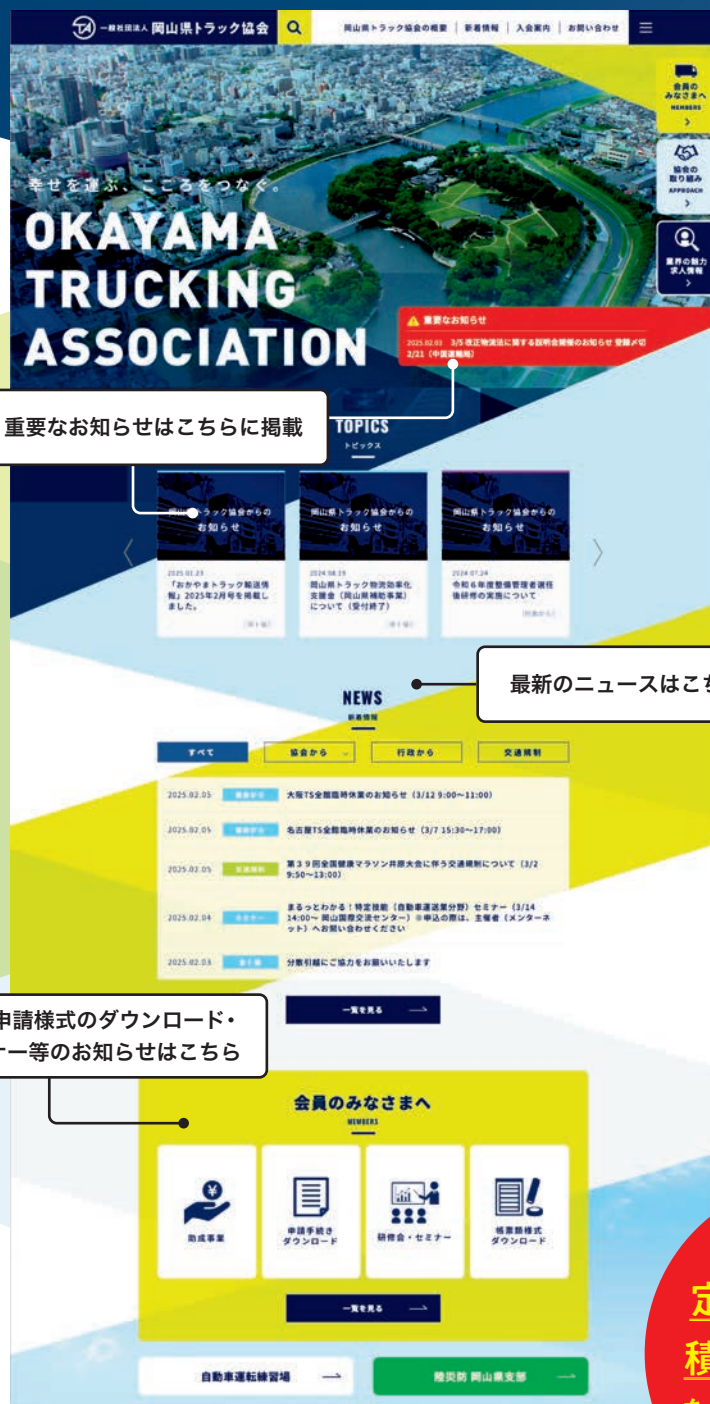 一般社団法人 岡山県トラック協会
岡山県トラック協会の概要 | 新着情報 | 入会案内 | お問い合わせ
会員の
みなさまへ
MEMBERS
協会の
取り組み
APPROACH
業界の魅力
求人情報
幸せを運ぶ、こころをつなぐ。
OKAYAMA
TRUCKING
ASSOCIATION
重要なお知らせ
2025.02.03 3/5 改正物流法に関する説明会開催のお知らせ 登録〆切
2/21（中国運輸局）
重要なお知らせはこちらに掲載
TOPICS
トピックス
岡山県トラック協会からの
お知らせ
2025.01.23
「おかやまトラック輸送情
報」2025年2月号を掲載し
ました。
岡山県トラック協会からの
お知らせ
2024.08.29
岡山県トラック物流効率化
支援金（岡山県補助事業）
について（受付終了）
岡山県トラック協会からの
お知らせ
2024.07.24
令和６年度整備管理者選任
後研修の実施について
最新のニュースはこち
NEWS
新着情報
すべて
協会から
行政から
交通規制
2025.02.05
大阪TS全館臨時休業のお知らせ（3/12 9:00〜11:00）
2025.02.05
名古屋TS全館臨時休業のお知らせ（3/7 15:30〜17:00）
2025.02.05 交通規制 第３９回全国健康マラソン井原大会に伴う交通規制について（3/2
9:50〜13:00）
2025.02.04 セミナー まるっとわかる！特定技能（自動車運送業分野）セミナー（3/14
14:00〜 岡山国際交流センター）※申込の際は、主催者（メンターネ
ット）へお問い合わせください
2025.02.03
分散引越にご協力をお願いいたします
一覧を見る
申請様式のダウンロード・
ナー等のお知らせはこちら
会員のみなさまへ
MEMBERS
助成事業
申請手続き
ダウンロード
研修会・セミナー
帳票類様式
ダウンロード
一覧を見る
自動車運転練習場
陸災防 岡山県支部
定
積